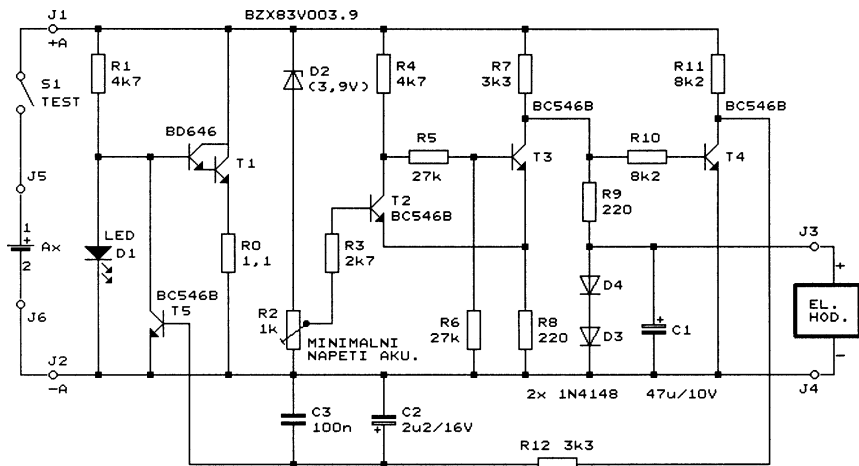 BZX83V003.9
J1
+A
S1
TEST
R1
4k7
D2
(3,9V)
R4
4k7
R7
3k3
R11
8k2
BC546B
BC546B
BD646
T1
R5
27k
T3
R10
8k2
T4
J5
T2
BC546B
R9
220
1
+
Ax
2
LED
D1
R0
1,1
R3
2k7
J3
+
D4
EL.
HOD.
J6
BC546B
T5
R2
1k
MINIMALNI
NAPETI AKU.
R6
27k
R8
220
D3
+
C1
-
J2
-A
J4
2x 1N4148
47u/10V
C3
100n
C2
2u2/16V
+
R12 3k3